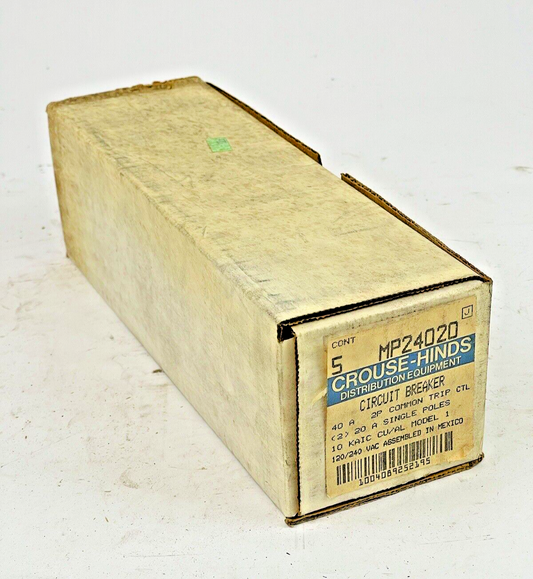 CONT
5 MP24020 J
CROUSE-HINDS
DISTRIBUTION EQUIPMENT
CIRCUIT BREAKER
40 A 2P COMMON TRIP CTL
(2) 20 A SINGLE POLES
10 KAIC CU/AL MODEL 1
120/240 VAC ASSEMBLED IN MEXICO
1004089252195